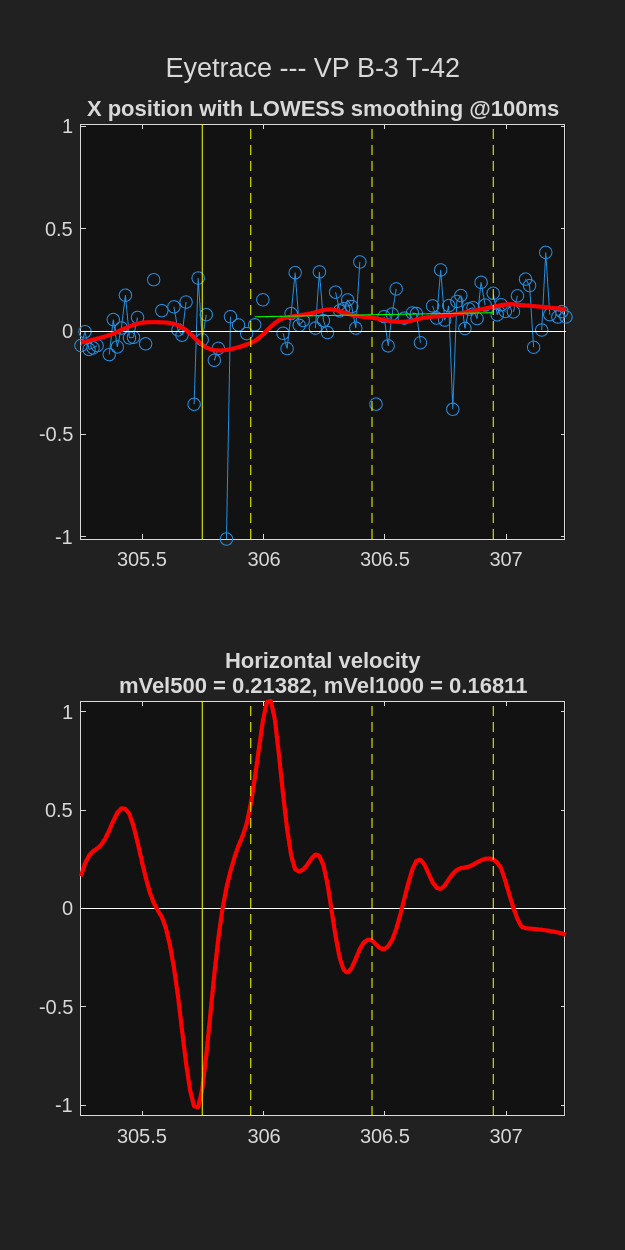 Eyetrace --- VP B-3 T-42
X position with LOWESS smoothing @100ms
1
0.5
0
-0.5
-1
305.5 306 306.5 307
Horizontal velocity
mVel500 = 0.21382, mVel1000 = 0.16811
1
0.5
0
-0.5
-1
305.5 306 306.5 307